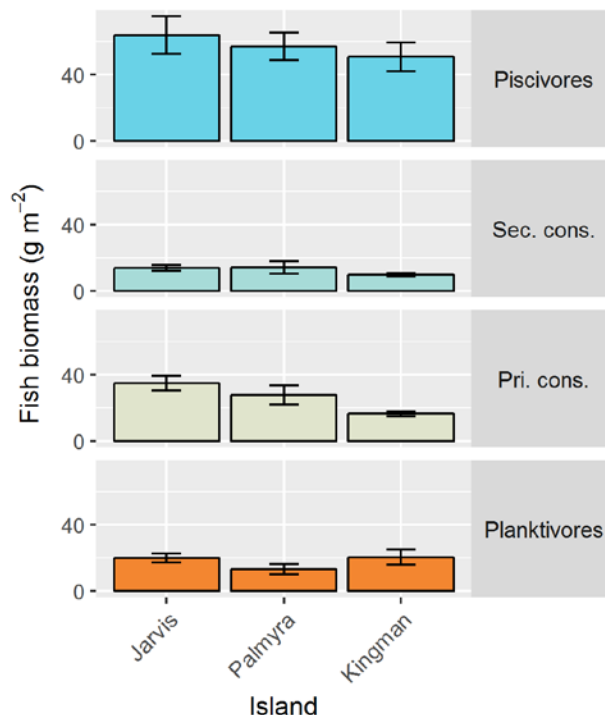 Fish biomass (g m⁻²)
40
0
Piscivores
40
0
Sec. cons.
40
0
Pri. cons.
40
0
Planktivores
Jarvis
Palmyra
Kingman
Island